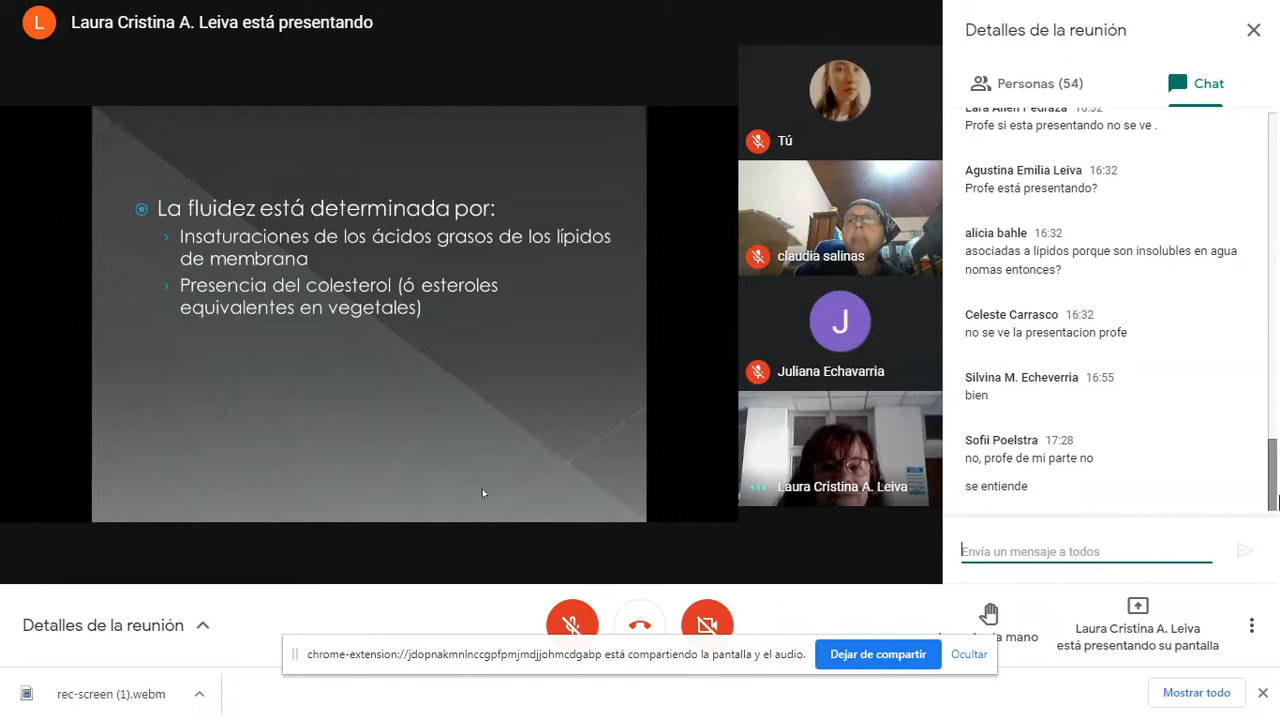 L
Laura Cristina A. Leiva está presentando
La fluidez está determinada por:
Insaturaciones de los ácidos grasos de los lípidos
de membrana
Presencia del colesterol (ó esteroles
equivalentes en vegetales)
Tú
claudia salinas
J
Juliana Echavarria
Laura Cristina A. Leiva
Detalles de la reunión
Personas (54)
Chat
16:32
Profe si esta presentando no se ve .
Agustina Emilia Leiva 16:32
Profe está presentando?
alicia bahle 16:32
asociadas a lipidos porque son insolubles en agua
nomas entonces?
Celeste Carrasco 16:32
no se ve la presentacion profe
Silvina M. Echeverria 16:55
bien
Sofii Poelstra 17:28
no, profe de mi parte no
se entiende
Envía un mensaje a todos
Detalles de la reunión
la mano
Laura Cristina A. Leiva
está presentando su pantalla
chrome-extension://jdopnakmnlnccgpfpmjmdjjohmcdgabp está compartiendo la pantalla y el audio.
Dejar de compartir
Ocultar
rec-screen (1).webm
Mostrar todo